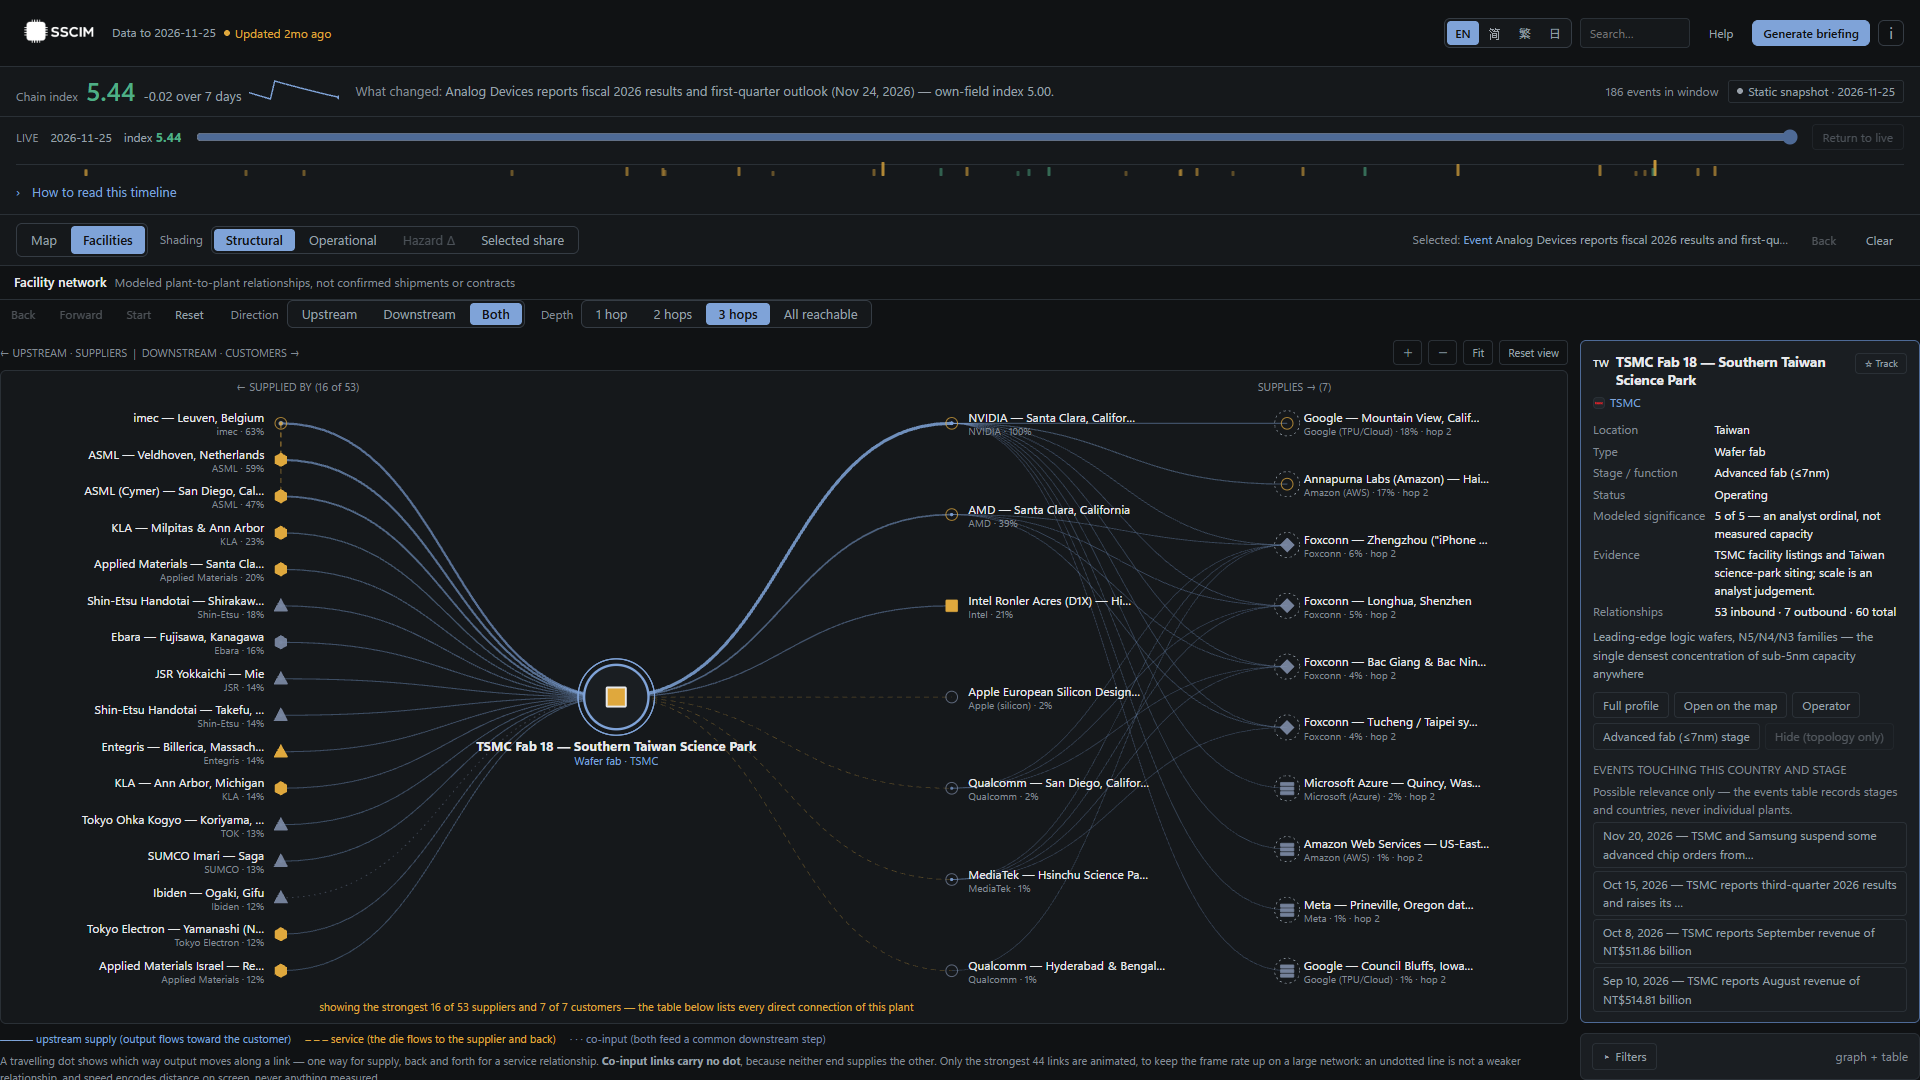 SSCIM
Data to 2026-11-25
Updated 2mo ago
EN 简 繁 日
Search...
Help
Generate briefing
i
Chain index 5.44 -0.02 over 7 days
What changed: Analog Devices reports fiscal 2026 results and first-quarter outlook (Nov 24, 2026) — own-field index 5.00.
186 events in window
Static snapshot · 2026-11-25
LIVE 2026-11-25 index 5.44
Return to live
› How to read this timeline
Map Facilities Shading Structural Operational Hazard Δ Selected share
Selected: Event Analog Devices reports fiscal 2026 results and first-qu... Back Clear
Facility network Modeled plant-to-plant relationships, not confirmed shipments or contracts
Back Forward Start Reset Direction Upstream Downstream Both Depth 1 hop 2 hops 3 hops All reachable
← UPSTREAM · SUPPLIERS | DOWNSTREAM · CUSTOMERS →
+ − Fit Reset view
← SUPPLIED BY (16 of 53)
SUPPLIES → (7)
imec — Leuven, Belgium
imec · 63%
ASML — Veldhoven, Netherlands
ASML · 59%
ASML (Cymer) — San Diego, Cal...
ASML · 47%
KLA — Milpitas & Ann Arbor
KLA · 23%
Applied Materials — Santa Cla...
Applied Materials · 20%
Shin-Etsu Handotai — Shirakaw...
Shin-Etsu · 18%
Ebara — Fujisawa, Kanagawa
Ebara · 16%
JSR Yokkaichi — Mie
JSR · 14%
Shin-Etsu Handotai — Takefu, ...
Shin-Etsu · 14%
Entegris — Billerica, Massach...
Entegris · 14%
KLA — Ann Arbor, Michigan
KLA · 14%
Tokyo Ohka Kogyo — Koriyama, ...
TOK · 13%
SUMCO Imari — Saga
SUMCO · 13%
Ibiden — Ogaki, Gifu
Ibiden · 12%
Tokyo Electron — Yamanashi (N...
Tokyo Electron · 12%
Applied Materials Israel — Re...
Applied Materials · 12%
TSMC Fab 18 — Southern Taiwan Science Park
Wafer fab · TSMC
NVIDIA — Santa Clara, Califor...
NVIDIA · 100%
AMD — Santa Clara, California
AMD · 39%
Intel Ronler Acres (D1X) — Hi...
Intel · 21%
Apple European Silicon Design...
Apple (silicon) · 2%
Qualcomm — San Diego, Califor...
Qualcomm · 2%
MediaTek — Hsinchu Science Pa...
MediaTek · 1%
Qualcomm — Hyderabad & Bengal...
Qualcomm · 1%
Google — Mountain View, Calif...
Google (TPU/Cloud) · 18% · hop 2
Annapurna Labs (Amazon) — Hai...
Amazon (AWS) · 17% · hop 2
Foxconn — Zhengzhou ("iPhone ...
Foxconn · 6% · hop 2
Foxconn — Longhua, Shenzhen
Foxconn · 5% · hop 2
Foxconn — Bac Giang & Bac Nin...
Foxconn · 4% · hop 2
Foxconn — Tucheng / Taipei sy...
Foxconn · 4% · hop 2
Microsoft Azure — Quincy, Was...
Microsoft (Azure) · 2% · hop 2
Amazon Web Services — US-East...
Amazon (AWS) · 1% · hop 2
Meta — Prineville, Oregon dat...
Meta · 1% · hop 2
Google — Council Bluffs, Iowa...
Google (TPU/Cloud) · 1% · hop 2
showing the strongest 16 of 53 suppliers and 7 of 7 customers — the table below lists every direct connection of this plant
upstream supply (output flows toward the customer) service (the die flows to the supplier and back) co-input (both feed a common downstream step)
A travelling dot shows which way output moves along a link — one way for supply, back and forth for a service relationship. Co-input links carry no dot, because neither end supplies the other. Only the strongest 44 links are animated, to keep the frame rate up on a large network: an undotted line is not a weaker
relationship, and speed encodes distance on screen, never anything measured.
TW TSMC Fab 18 — Southern Taiwan
Science Park
☆ Track
TSMC
Location Taiwan
Type Wafer fab
Stage / function Advanced fab (≤7nm)
Status Operating
Modeled significance 5 of 5 — an analyst ordinal, not
measured capacity
Evidence TSMC facility listings and Taiwan
science-park siting; scale is an
analyst judgement.
Relationships 53 inbound · 7 outbound · 60 total
Leading-edge logic wafers, N5/N4/N3 families — the
single densest concentration of sub-5nm capacity
anywhere
Full profile Open on the map Operator
Advanced fab (≤7nm) stage Hide (topology only)
EVENTS TOUCHING THIS COUNTRY AND STAGE
Possible relevance only — the events table records stages
and countries, never individual plants.
Nov 20, 2026 — TSMC and Samsung suspend some
advanced chip orders from...
Oct 15, 2026 — TSMC reports third-quarter 2026 results
and raises its ...
Oct 8, 2026 — TSMC reports September revenue of
NT$511.86 billion
Sep 10, 2026 — TSMC reports August revenue of
NT$514.81 billion
▸ Filters
graph + table